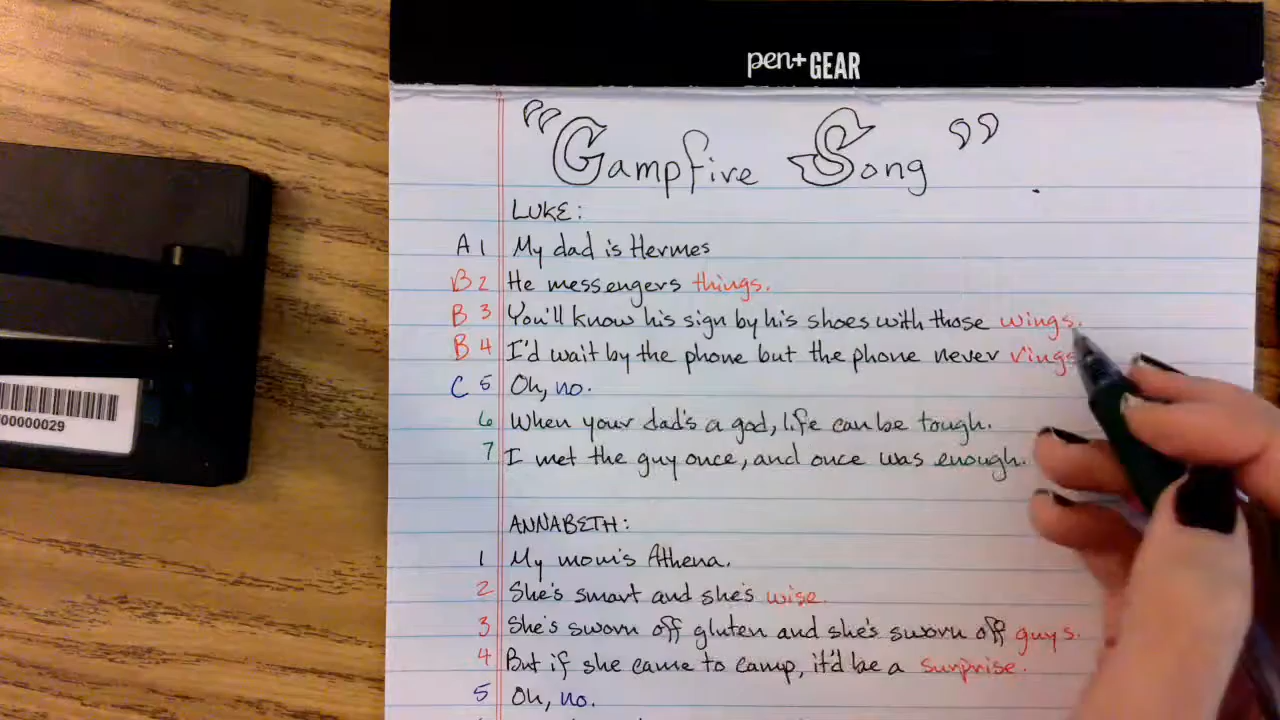 pen+GEAR
"Campfire Song"
LUKE:
A 1 My dad is Hermes
B 2 He messengers things.
B 3 You'll know his sign by his shoes with those wings.
B 4 I'd wait by the phone but the phone never rings
C 5 Oh, no.
6 When your dad's a god, life can be tough.
7 I met the guy once, and once was enough.
ANNABETH:
1 My mom's Athena.
2 She's smart and she's wise.
3 She's sworn off gluten and she's sworn off guys.
4 But if she came to camp, it'd be a surprise.
5 Oh, no.
00000029